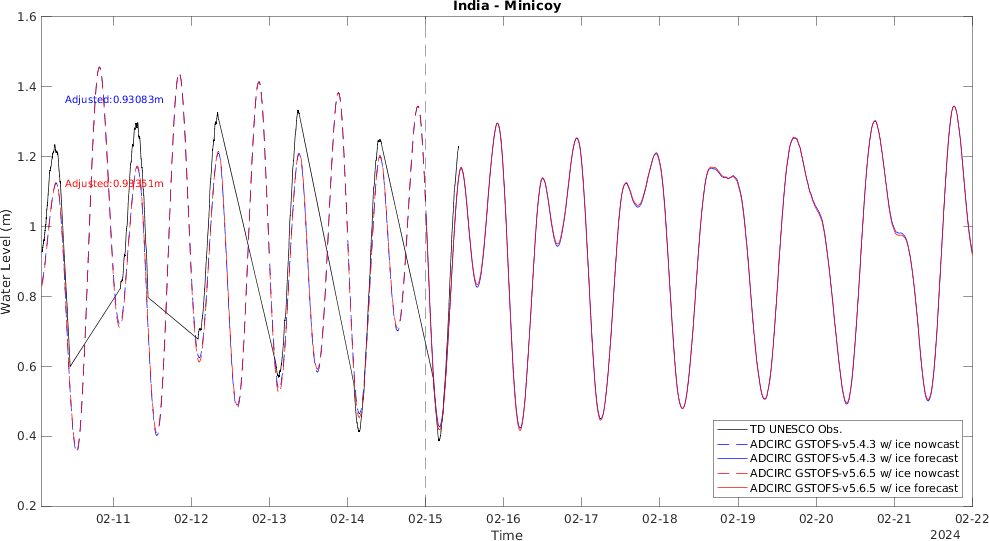 India - Minicoy
1.6
1.4
1.2
1
0.8
0.6
0.4
0.2
Water Level (m)
Adjusted:0.93083m
Adjusted:0.93351m
TD UNESCO Obs.
ADCIRC GSTOFS-v5.4.3 w/ ice nowcast
ADCIRC GSTOFS-v5.4.3 w/ ice forecast
ADCIRC GSTOFS-v5.6.5 w/ ice nowcast
ADCIRC GSTOFS-v5.6.5 w/ ice forecast
02-11 02-12 02-13 02-14 02-15 02-16 02-17 02-18 02-19 02-20 02-21 02-22
Time
2024